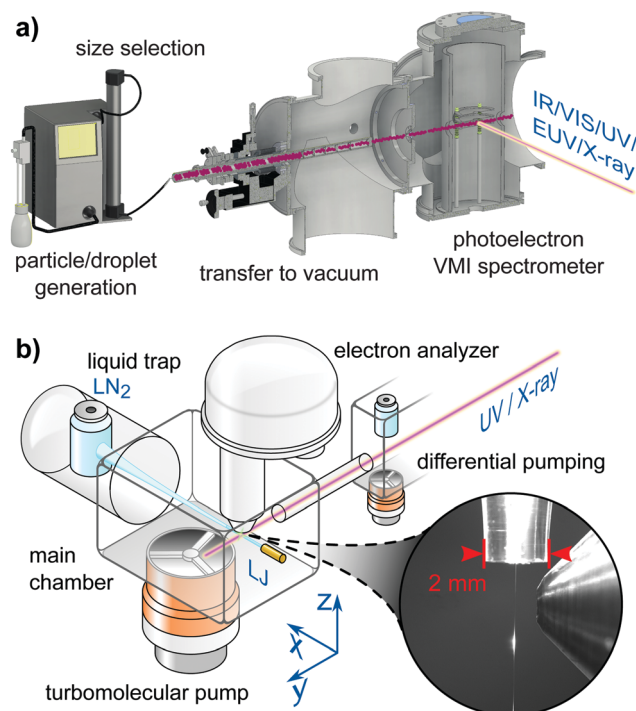 a)
size selection
IR/VIS/UV/
EUV/X-ray
particle/droplet
generation
transfer to vacuum
photoelectron
VMI spectrometer
b)
liquid trap
LN2
electron analyzer
UV / X-ray
differential pumping
main
chamber
LJ
2 mm
z
x
y
turbomolecular pump